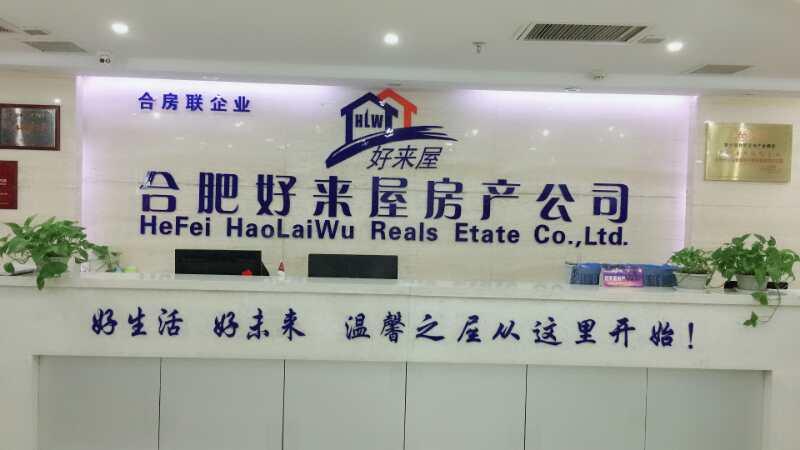 合房联企业
HLW
好来屋
合肥好来屋房产公司
HeFei HaoLaiWu Reals Etate Co.,Ltd.
好生活 好未来 温馨之屋从这里开始!